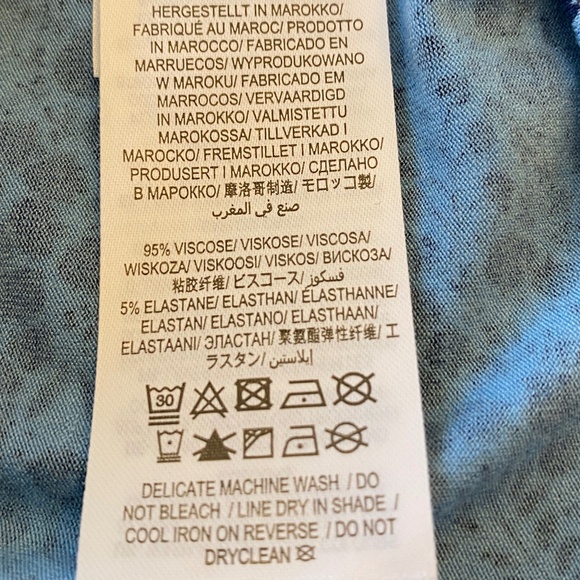 HERGESTELLT IN MAROKKO/
FABRIQUÉ AU MAROC/ PRODOTTO
IN MAROCCO/ FABRICADO EN
MARRUECOS/ WYPRODUKOWANO
W MAROKU/ FABRICADO EM
MARROCOS/ VERVAARDIGD
IN MAROKKO/ VALMISTETTU
MAROKOSSA/ TILLVERKAD I
MAROCKO/ FREMSTILLET I MAROKKO/
PRODUSERT I MAROKKO/ СДЕЛАНО
В МАРОККО/ 摩洛哥制造/ モロッコ製/
صنع في المغرب
95% VISCOSE/ VISKOSE/ VISCOSA/
WISKOZA/ VISKOOSI/ VISKOS/ ВИСКОЗА/
粘胶纤维/ ビスコース/ فسكوز
5% ELASTANE/ ELASTHAN/ ÉLASTHANNE/
ELASTAN/ ELASTANO/ ELASTHAAN/
ELASTAANI/ ЭЛАСТАН/ 聚氨酯弹性纤维/ エ
ラスタン/ إيلاستين
30
DELICATE MACHINE WASH / DO
NOT BLEACH / LINE DRY IN SHADE /
COOL IRON ON REVERSE / DO NOT
DRYCLEAN